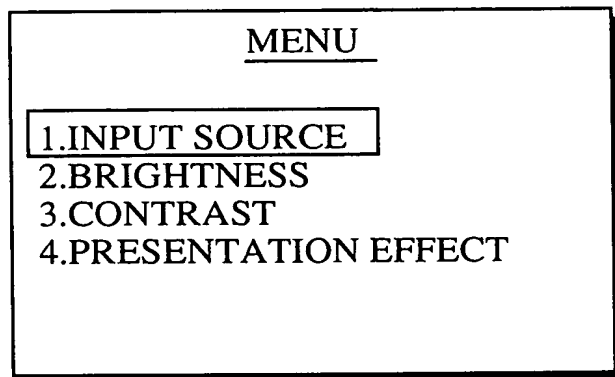 MENU
1.INPUT SOURCE
2.BRIGHTNESS
3.CONTRAST
4.PRESENTATION EFFECT